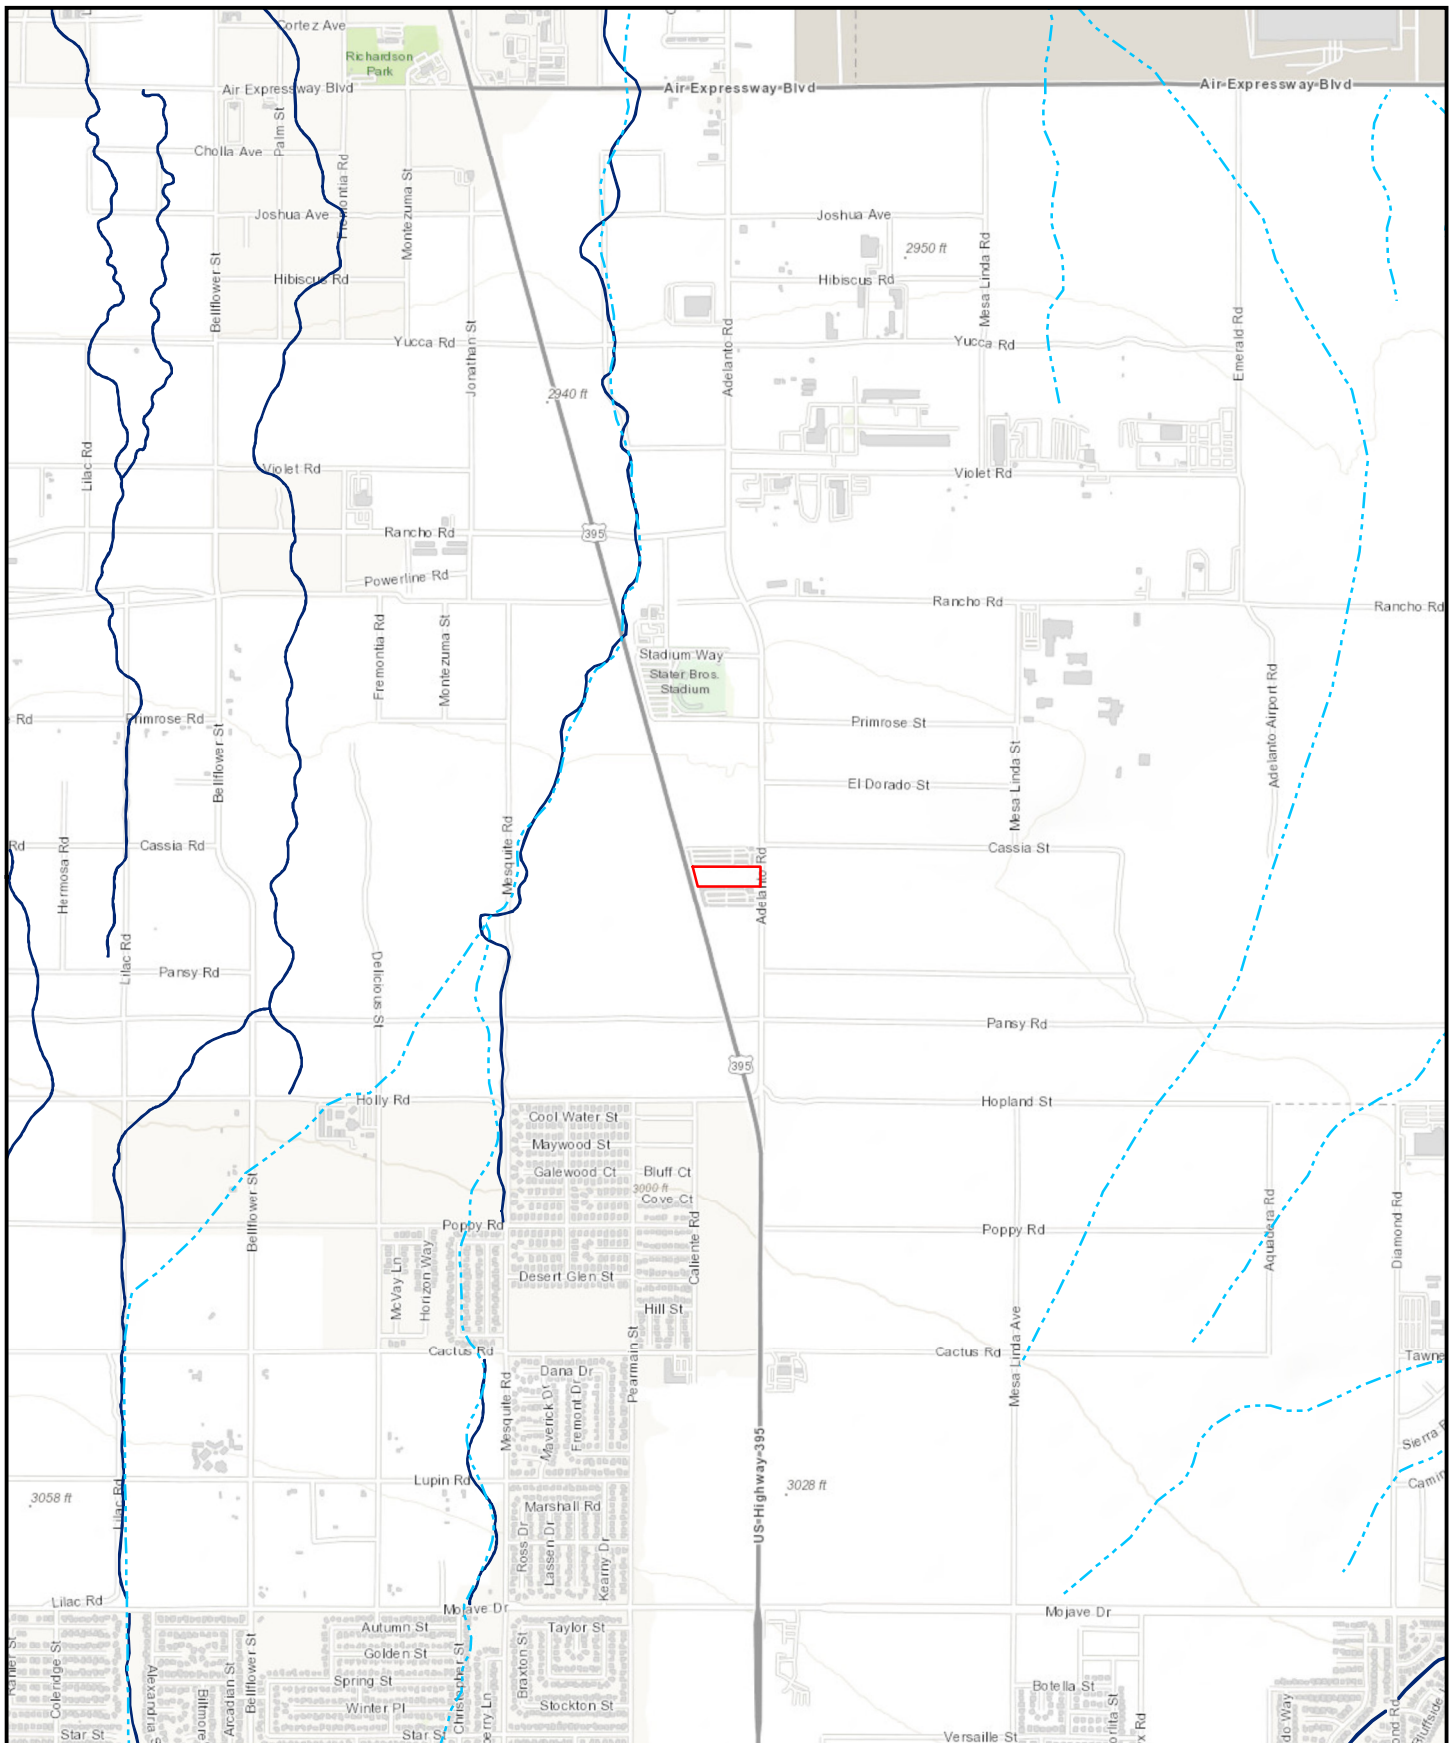 Cortez Ave
Richardson
Park
Air Expressway Blvd
Air Expressway Blvd
Air Expressway Blvd
Palm St
Cholla Ave
Fremontia Rd
Montezuma St
Joshua Ave
Joshua Ave
2950 ft
Mesa Linda Rd
Bellflower St
Hibiscus Rd
Hibiscus Rd
Jonathan St
Adelanto Rd
Emerald Rd
Yucca Rd
Yucca Rd
2940 ft
Lilac Rd
Violet Rd
Violet Rd
Rancho Rd
395
Powerline Rd
Rancho Rd
Rancho Rd
Fremontia Rd
Montezuma St
Stadium Way
Stater Bros.
Stadium
Adelanto Airport Rd
Rd
Primrose Rd
Primrose St
Bellflower St
Mesa Linda St
El Dorado St
Mesquite Rd
Rd
Hermosa Rd
Cassia Rd
Cassia St
Adelanto Rd
Lilac Rd
Pansy Rd
Delicious St
Pansy Rd
395
Holly Rd
Hopland St
Cool Water St
Maywood St
Galewood Ct
Bluff Ct
3000 ft
Cove Ct
Bellflower St
Caliente Rd
Aquadera Rd
Diamond Rd
Poppy Rd
Poppy Rd
McVay Ln
Horizon Way
Desert Glen St
Hill St
Mesa Linda Ave
Pearmain St
Cactus Rd
Cactus Rd
Tawne
Dana Dr
Mesquite Rd
Maverick Dr
Fremont Dr
US Highway 395
Sierra
Lupin Rd
Camin
3058 ft
3028 ft
Lilac Rd
Marshall Rd
Ross Dr
Lassen Dr
Kearny Dr
Lilac Rd
Mojave Dr
Mojave Dr
Autumn St
Taylor St
Golden St
Coleridge St
Alexandria S
Biltmore
Arcadian St
Bellflower St
Christopher St
Braxton St
Spring St
Botella St
Winter Pl
Stockton St
Star St
Star S
Versaille St
Bluffside